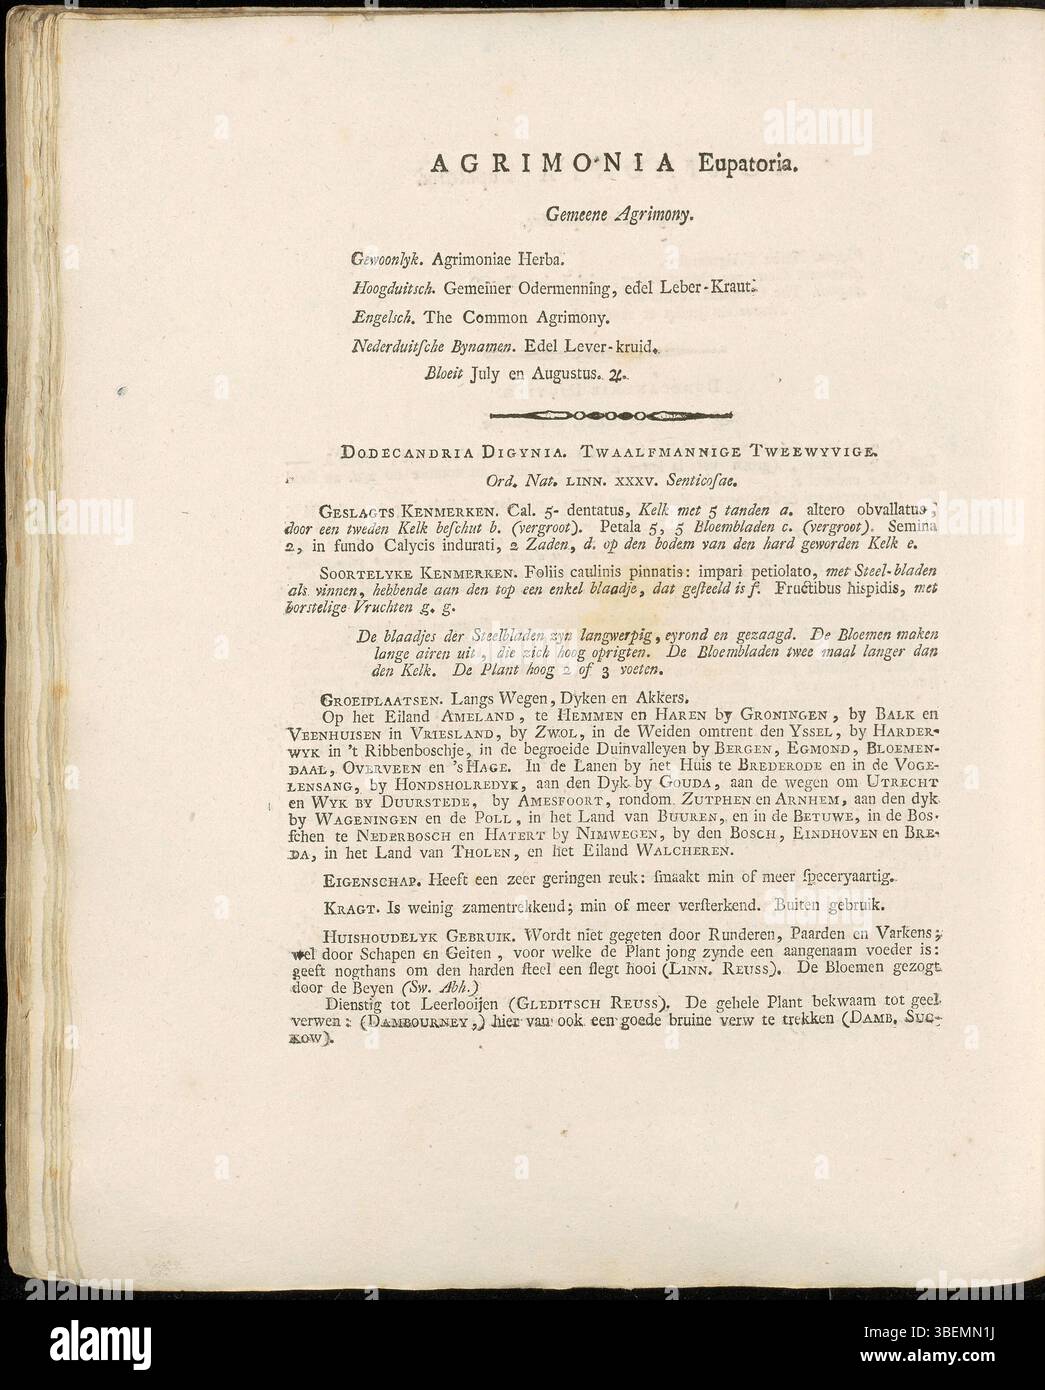 AGRIMONIA Eupatoria.
Gemeene Agrimony.
Gewoonlyk. Agrimoniae Herba.
Hoogduitsch. Gemeiner Odermenning, edel Leber-Kraut.
Engelsch. The Common Agrimony.
Nederduitſche Bynamen. Edel Lever-kruid.
Bloeit July en Augustus. ♃.
DODECANDRIA DIGYNIA. TWAALFMANNIGE TWEEWYVIGE.
Ord. Nat. LINN. XXXV. Senticoſae.
GESLAGTS KENMERKEN. Cal. 5- dentatus, Kelk met 5 tanden a. altero obvallatus,
door een tweden Kelk beſchut b. (vergroot). Petala 5, 5 Bloembladen c. (vergroot). Semina
2, in fundo Calycis indurati, 2 Zaden, d. op den bodem van den hard geworden Kelk e.
SOORTELYKE KENMERKEN. Foliis caulinis pinnatis: impari petiolato, met Steel-bladen
als vinnen, hebbende aan den top een enkel blaadje, dat geſteeld is f. Fructibus hispidis, met
borstelige Vruchten g. g.
De blaadjes der Steelbladen zyn langwerpig, eyrond en gezaagd. De Bloemen maken
lange airen uit, die zich hoog oprigten. De Bloembladen twee maal langer dan
den Kelk. De Plant hoog 2 of 3 voeten.
GROEIPLAATSEN. Langs Wegen, Dyken en Akkers.
Op het Eiland AMELAND, te HEMMEN en HAREN by GRONINGEN, by BALK en
VEENHUISEN in VRIESLAND, by ZWOL, in de Weiden omtrent den YSSEL, by HARDER-
WYK in 't Ribbenboschje, in de begroeide Duinvalleyen by BERGEN, EGMOND, BLOEMEN-
DAAL, OVERVEEN en 'sHAGE. In de Lanen by het Huis te BREDERODE en in de VOGE-
LENSANG, by HONDSHOLREDYK, aan den Dyk by GOUDA, aan de wegen om UTRECHT
en WYK BY DUURSTEDE, by AMESFOORT, rondom ZUTPHEN en ARNHEM, aan den dyk
by WAGENINGEN en de POLL, in het Land van BUUREN, en in de BETUWE, in de Bos-
ſchen te NEDERBOSCH en HATERT by NIMWEGEN, by den BOSCH, EINDHOVEN en BRE-
DA, in het Land van THOLEN, en het Eiland WALCHEREN.
EIGENSCHAP. Heeft een zeer geringen reuk: ſmaakt min of meer ſpeceryaartig.
KRAGT. Is weinig zamentrekkend; min of meer verſterkend. Buiten gebruik.
HUISHOUDELYK GEBRUIK. Wordt niet gegeten door Runderen, Paarden en Varkens;
wel door Schapen en Geiten, voor welke de Plant jong zynde een aangenaam voeder is:
geeft nogthans om den harden ſteel een ſlegt hooi (LINN. REUSS). De Bloemen gezogt
door de Beyen (Sw. Abh.)
Dienstig tot Leerlooijen (GLEDITSCH REUSS). De gehele Plant bekwaam tot geel
verwen: (DAMBOURNEY,) hier van ook een goede bruine verw te trekken (DAMB. SUC-
KOW).
alamy
alamy
alamy
alamy
alamy
alamy
Image ID: 3BEMN1J
www.alamy.com